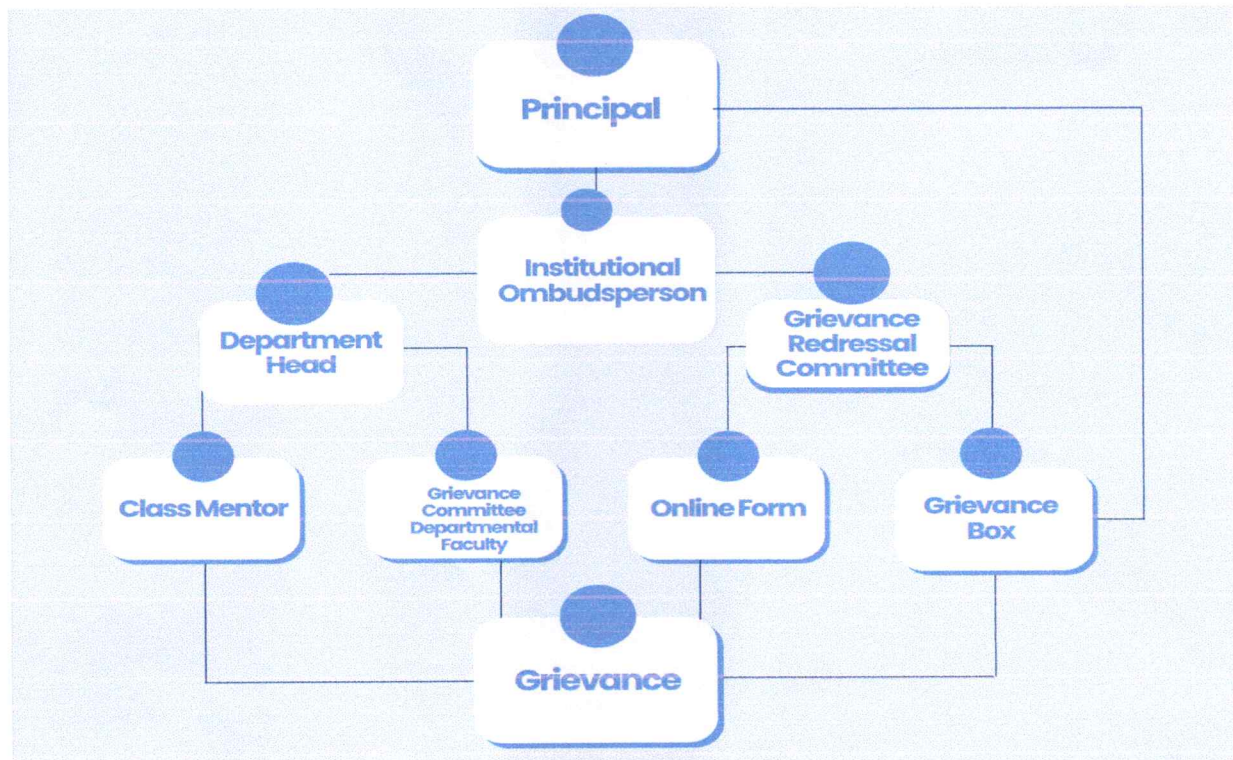 Principal
Institutional
Ombudsperson
Department
Head
Grievance
Redressal
Committee
Class Mentor
Grievance
Committee
Departmental
Faculty
Online Form
Grievance
Box
Grievance